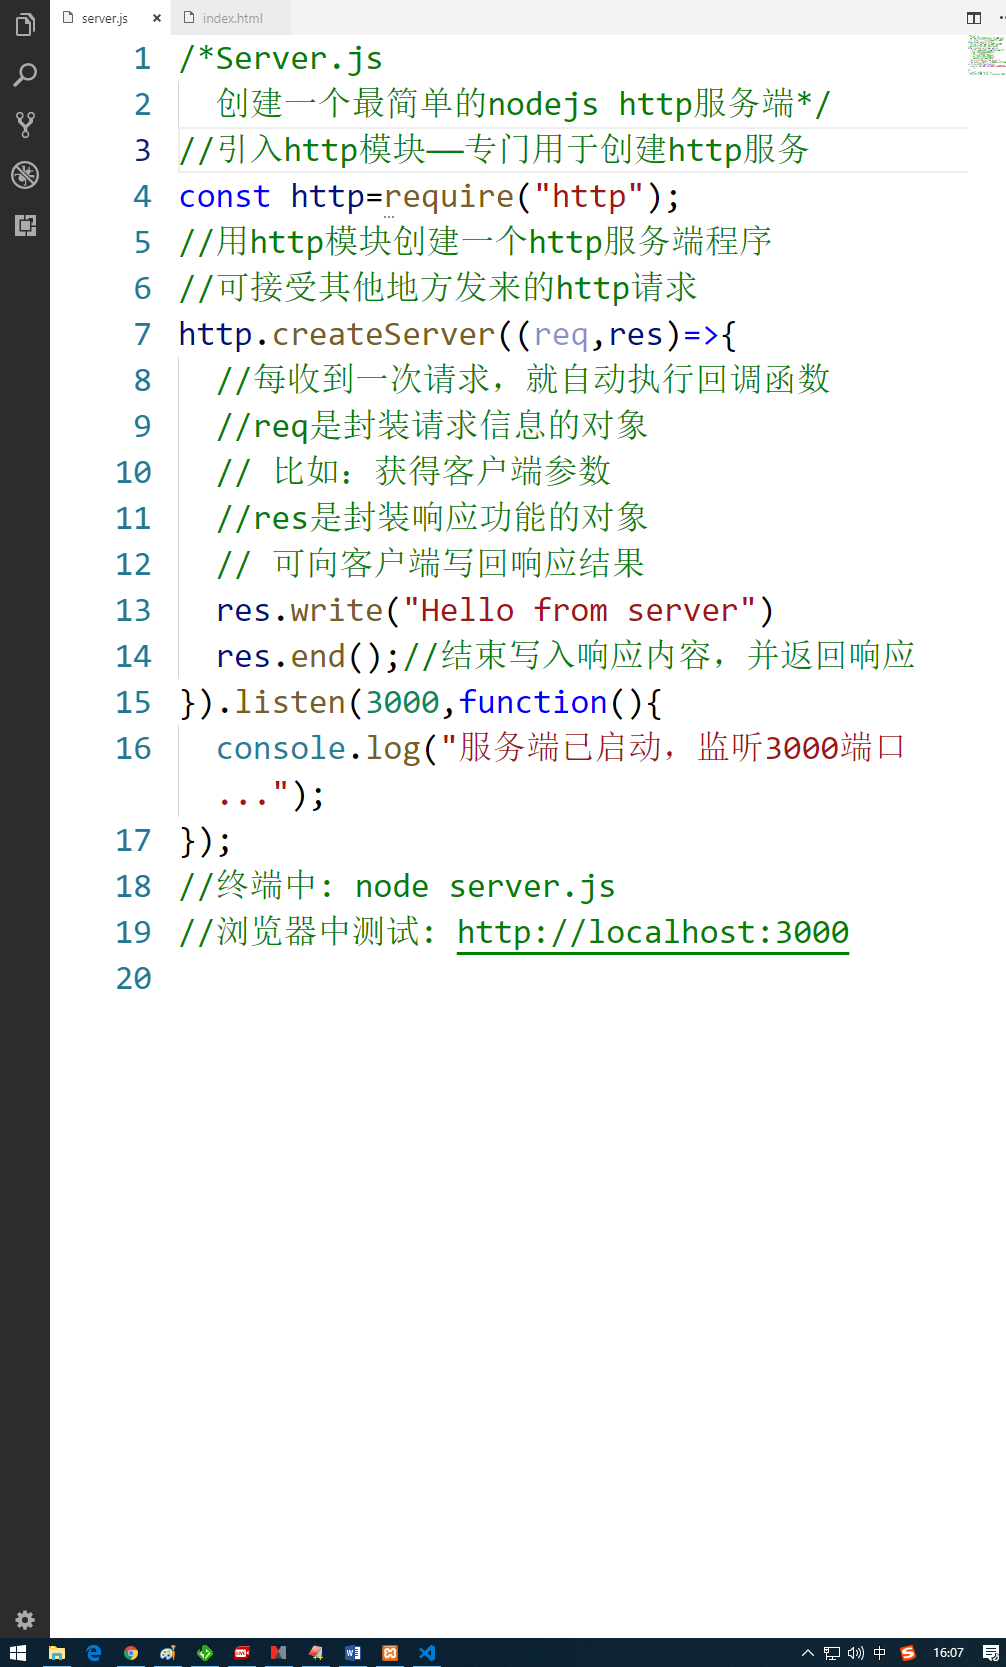 server.js × index.html
1 /*Server.js
2 创建一个最简单的nodejs http服务端*/
3 //引入http模块——专门用于创建http服务
4 const http=require("http");
5 //用http模块创建一个http服务端程序
6 //可接受其他地方发来的http请求
7 http.createServer((req,res)=>{
8 //每收到一次请求，就自动执行回调函数
9 //req是封装请求信息的对象
10 // 比如：获得客户端参数
11 //res是封装响应功能的对象
12 // 可向客户端写回响应结果
13 res.write("Hello from server")
14 res.end();//结束写入响应内容，并返回响应
15 }).listen(3000,function(){
16 console.log("服务端已启动，监听3000端口
...");
17 });
18 //终端中: node server.js
19 //浏览器中测试: http://localhost:3000
20
中 16:07